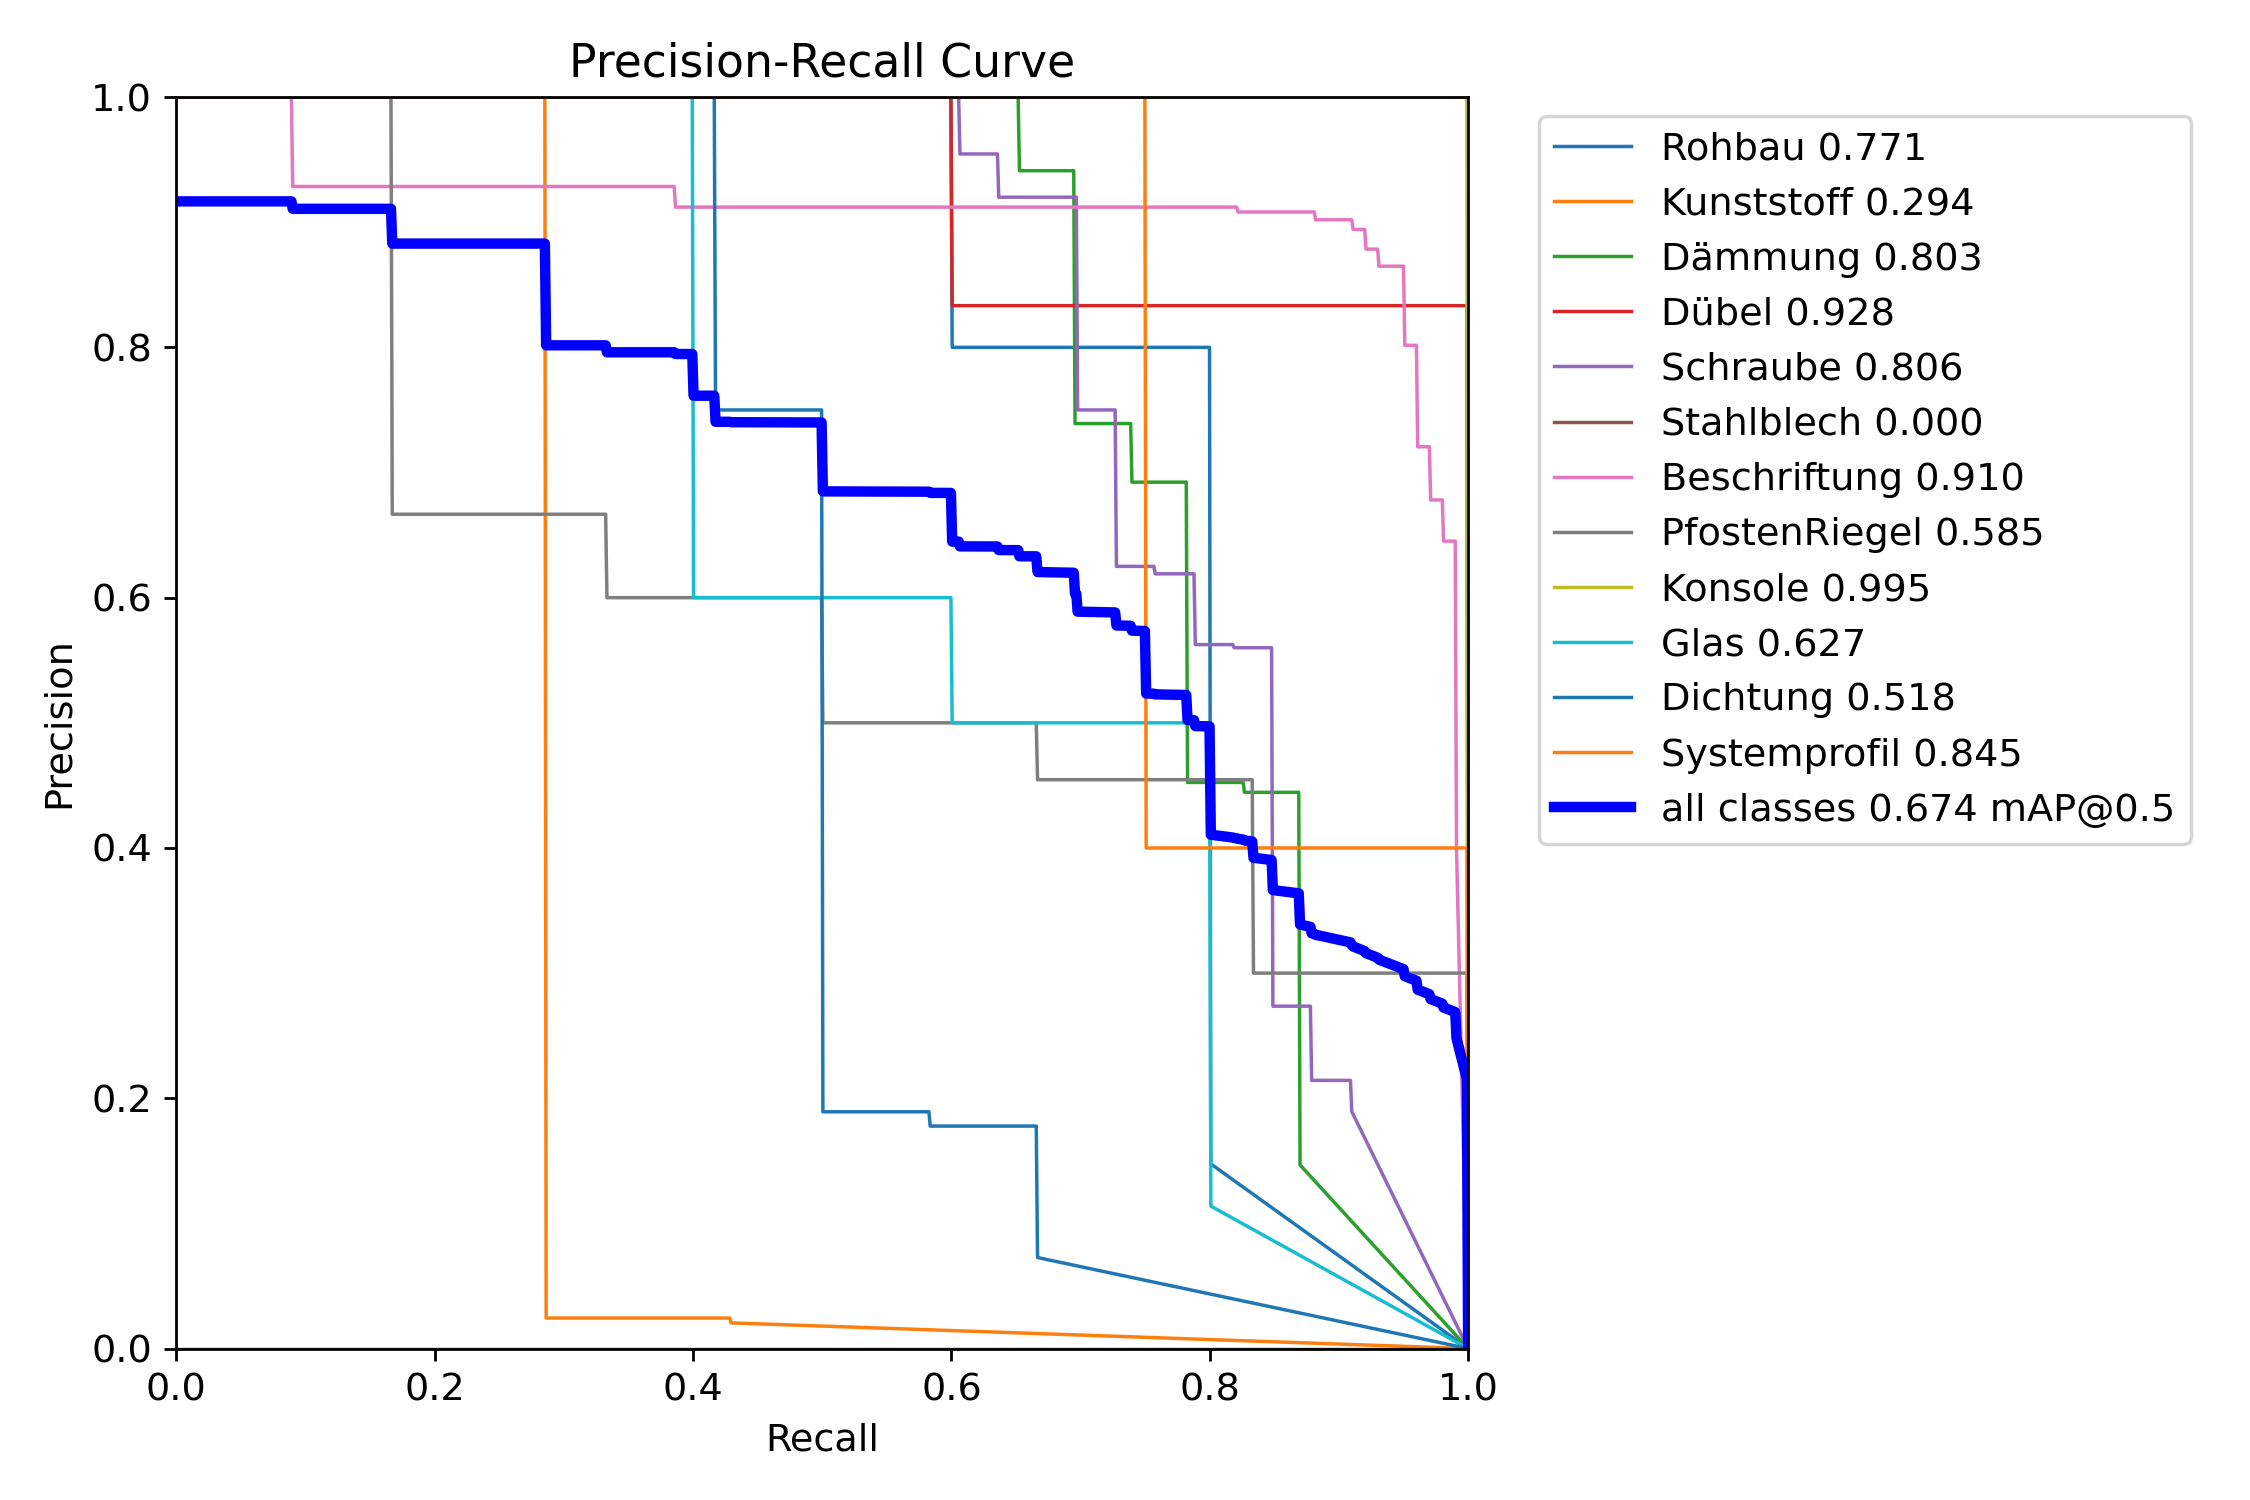 Precision-Recall Curve
1.0
0.8
0.6
0.4
0.2
0.0
Precision
0.0 0.2 0.4 0.6 0.8 1.0
Recall
Rohbau 0.771
Kunststoff 0.294
Dämmung 0.803
Dübel 0.928
Schraube 0.806
Stahlblech 0.000
Beschriftung 0.910
PfostenRiegel 0.585
Konsole 0.995
Glas 0.627
Dichtung 0.518
Systemprofil 0.845
all classes 0.674 mAP@0.5